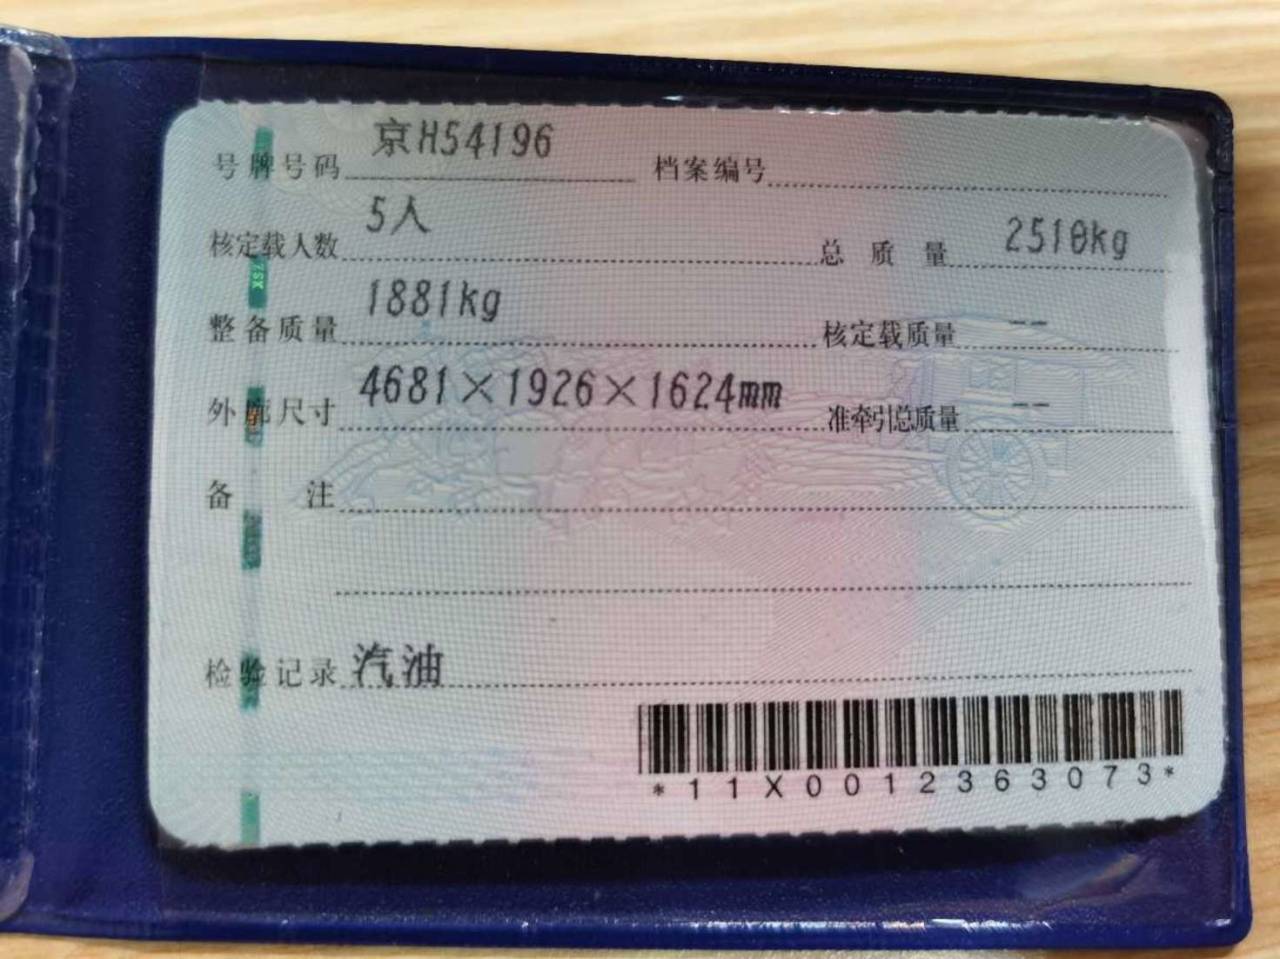 号牌号码 京H54196 档案编号
核定载人数 5人 总质量 2510kg
整备质量 1881kg 核定载质量 --
外廓尺寸 4681×1926×1624mm 准牵引总质量 --
备注
检验记录 汽油
*11X0012363073*